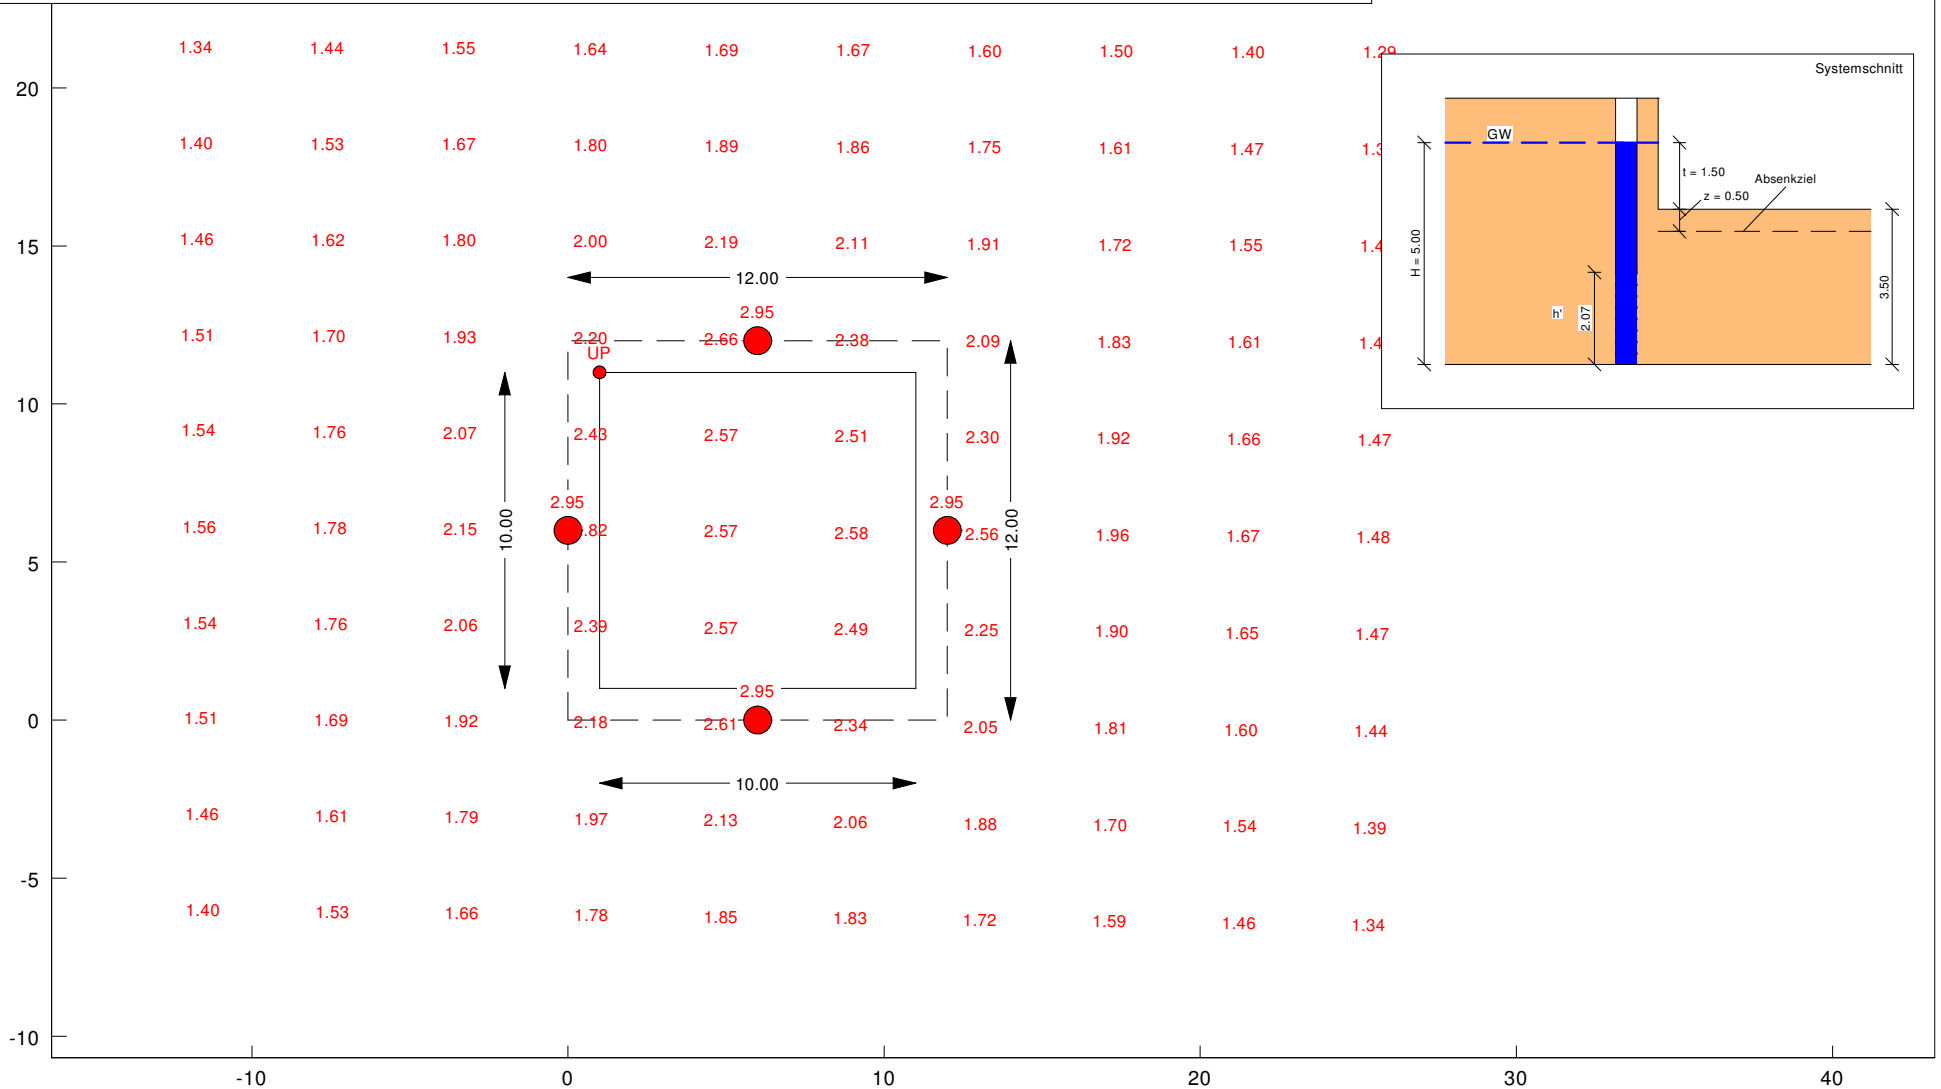 1.34 1.44 1.55 1.64 1.69 1.67 1.60 1.50 1.40 1.29
20
1.40 1.53 1.67 1.80 1.89 1.86 1.75 1.61 1.47
1.46 1.62 1.80 2.00 2.19 2.11 1.91 1.72 1.55
15
12.00
2.95
1.51 1.70 1.93 2.20 2.66 2.38 2.09 1.83 1.61
UP
10
1.54 1.76 2.07 2.43 2.57 2.51 2.30 1.92 1.66 1.47
2.95 2.95
1.56 1.78 2.15 .82 2.57 2.58 2.56 1.96 1.67 1.48
10.00
12.00
5
1.54 1.76 2.06 2.39 2.57 2.49 2.25 1.90 1.65 1.47
2.95
0
1.51 1.69 1.92 2.18 2.61 2.34 2.05 1.81 1.60 1.44
10.00
1.46 1.61 1.79 1.97 2.13 2.06 1.88 1.70 1.54 1.39
-5
1.40 1.53 1.66 1.78 1.85 1.83 1.72 1.59 1.46 1.34
-10
-10 0 10 20 30 40
Systemschnitt
GW
t = 1.50
Absenkziel
z = 0.50
H = 5.00
3.50
h'
2.07